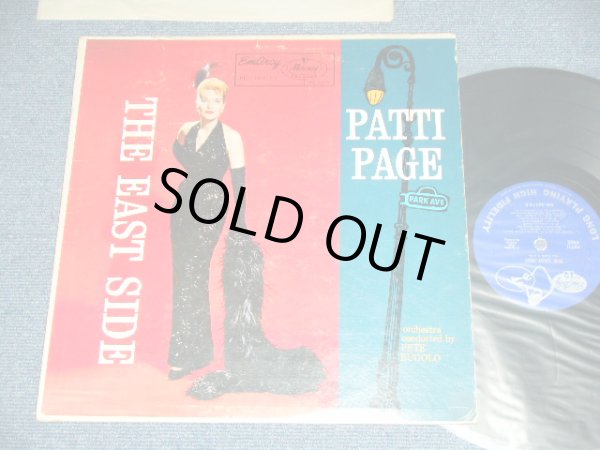 EmArcy
Mercury
PATTI
PAGE
PARK AVE
THE EAST SIDE
SOLD OUT
orchestra
conducted by
PETE
RUGOLO
LONG PLAYING HIGH FIDELITY